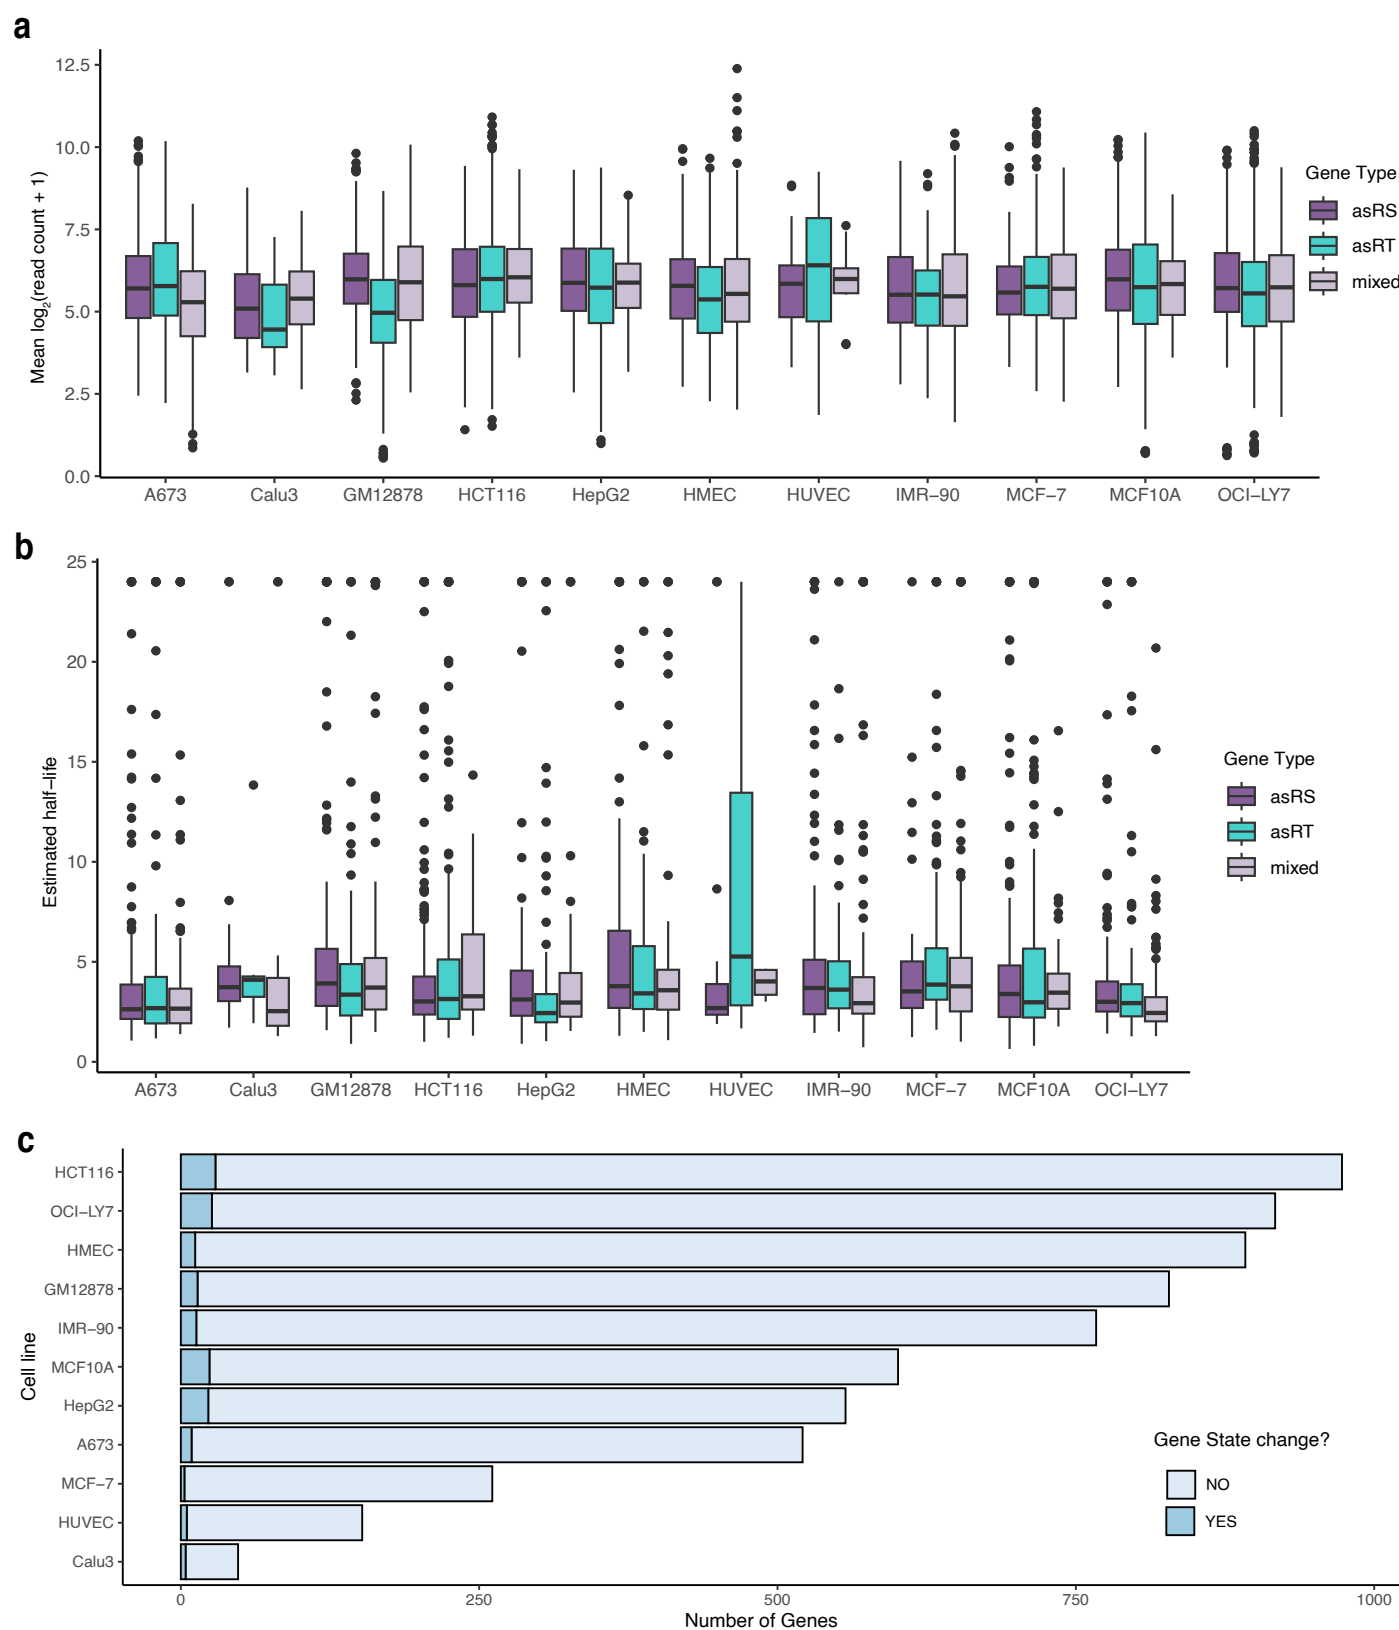 a
Mean log2(read count + 1)
12.5
10.0
7.5
5.0
2.5
0.0
A673 Calu3 GM12878 HCT116 HepG2 HMEC HUVEC IMR−90 MCF−7 MCF10A OCI−LY7
Gene Type
asRS
asRT
mixed
b
Estimated half−life
25
20
15
10
5
0
A673 Calu3 GM12878 HCT116 HepG2 HMEC HUVEC IMR−90 MCF−7 MCF10A OCI−LY7
Gene Type
asRS
asRT
mixed
c
Cell line
HCT116
OCI−LY7
HMEC
GM12878
IMR−90
MCF10A
HepG2
A673
MCF−7
HUVEC
Calu3
0 250 500 750 1000
Number of Genes
Gene State change?
NO
YES